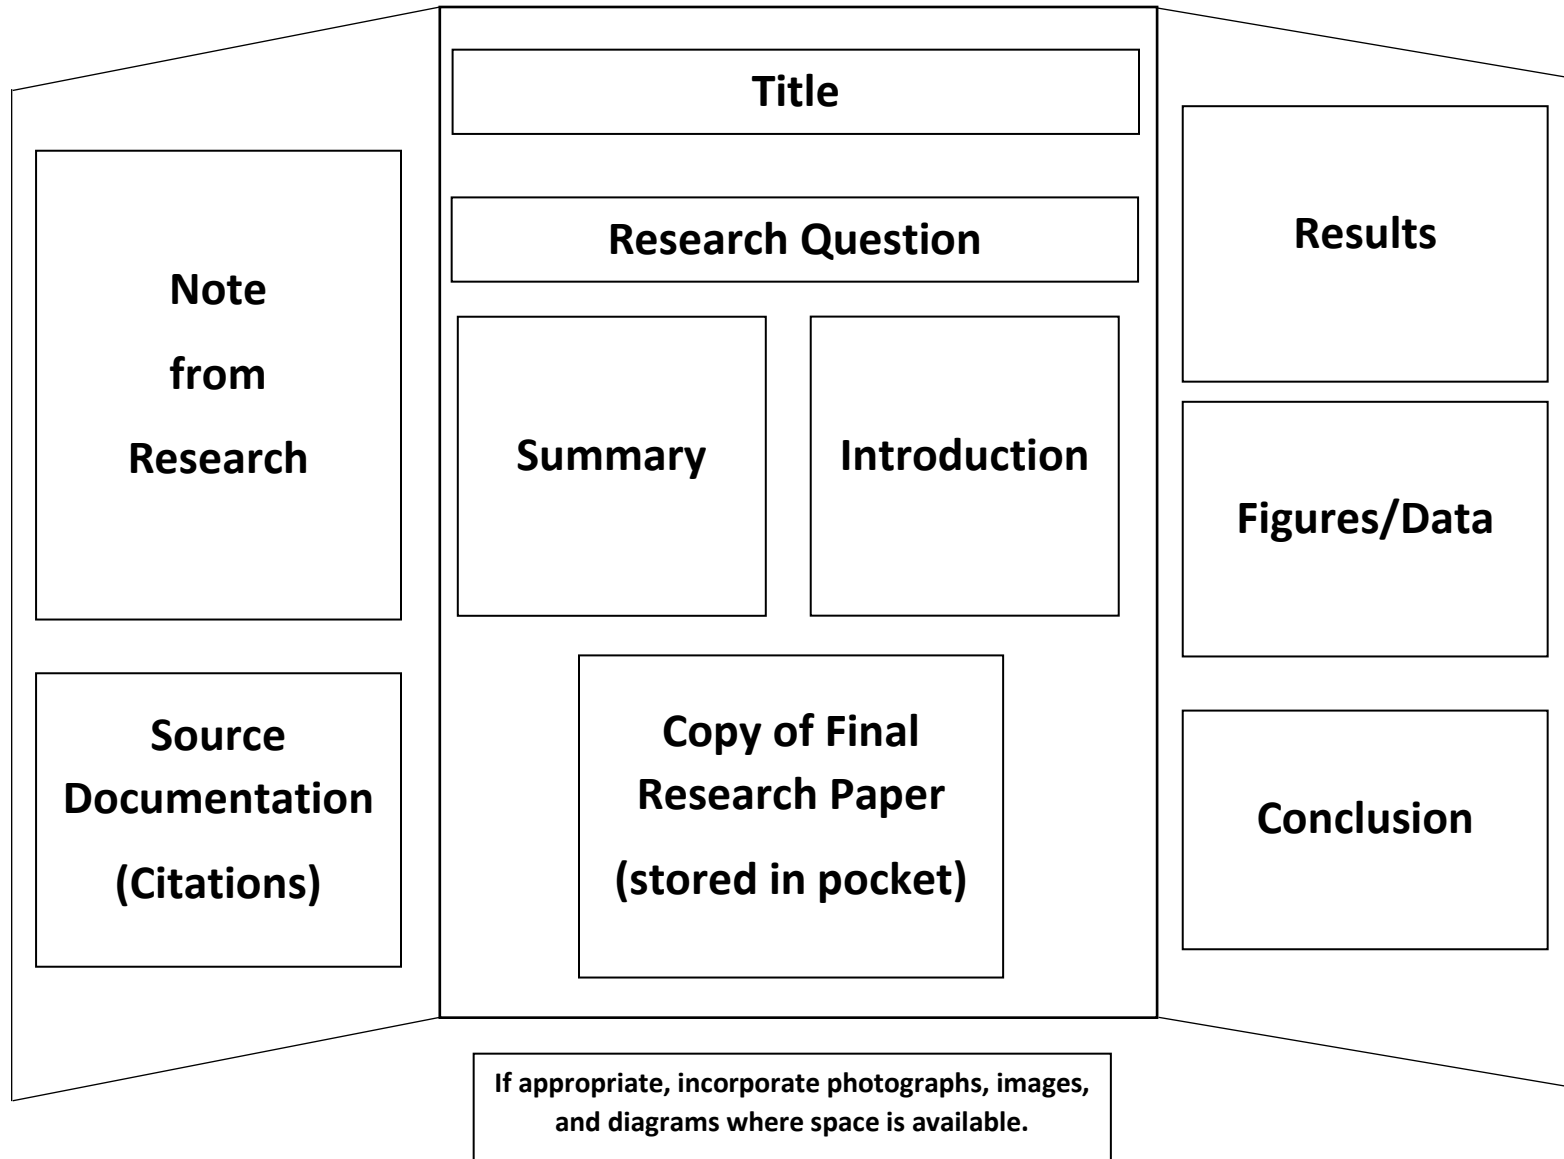 Note
from
Research
Source
Documentation
(Citations)
Title
Research Question
Summary
Introduction
Copy of Final
Research Paper
(stored in pocket)
Results
Figures/Data
Conclusion
If appropriate, incorporate photographs, images,
and diagrams where space is available.